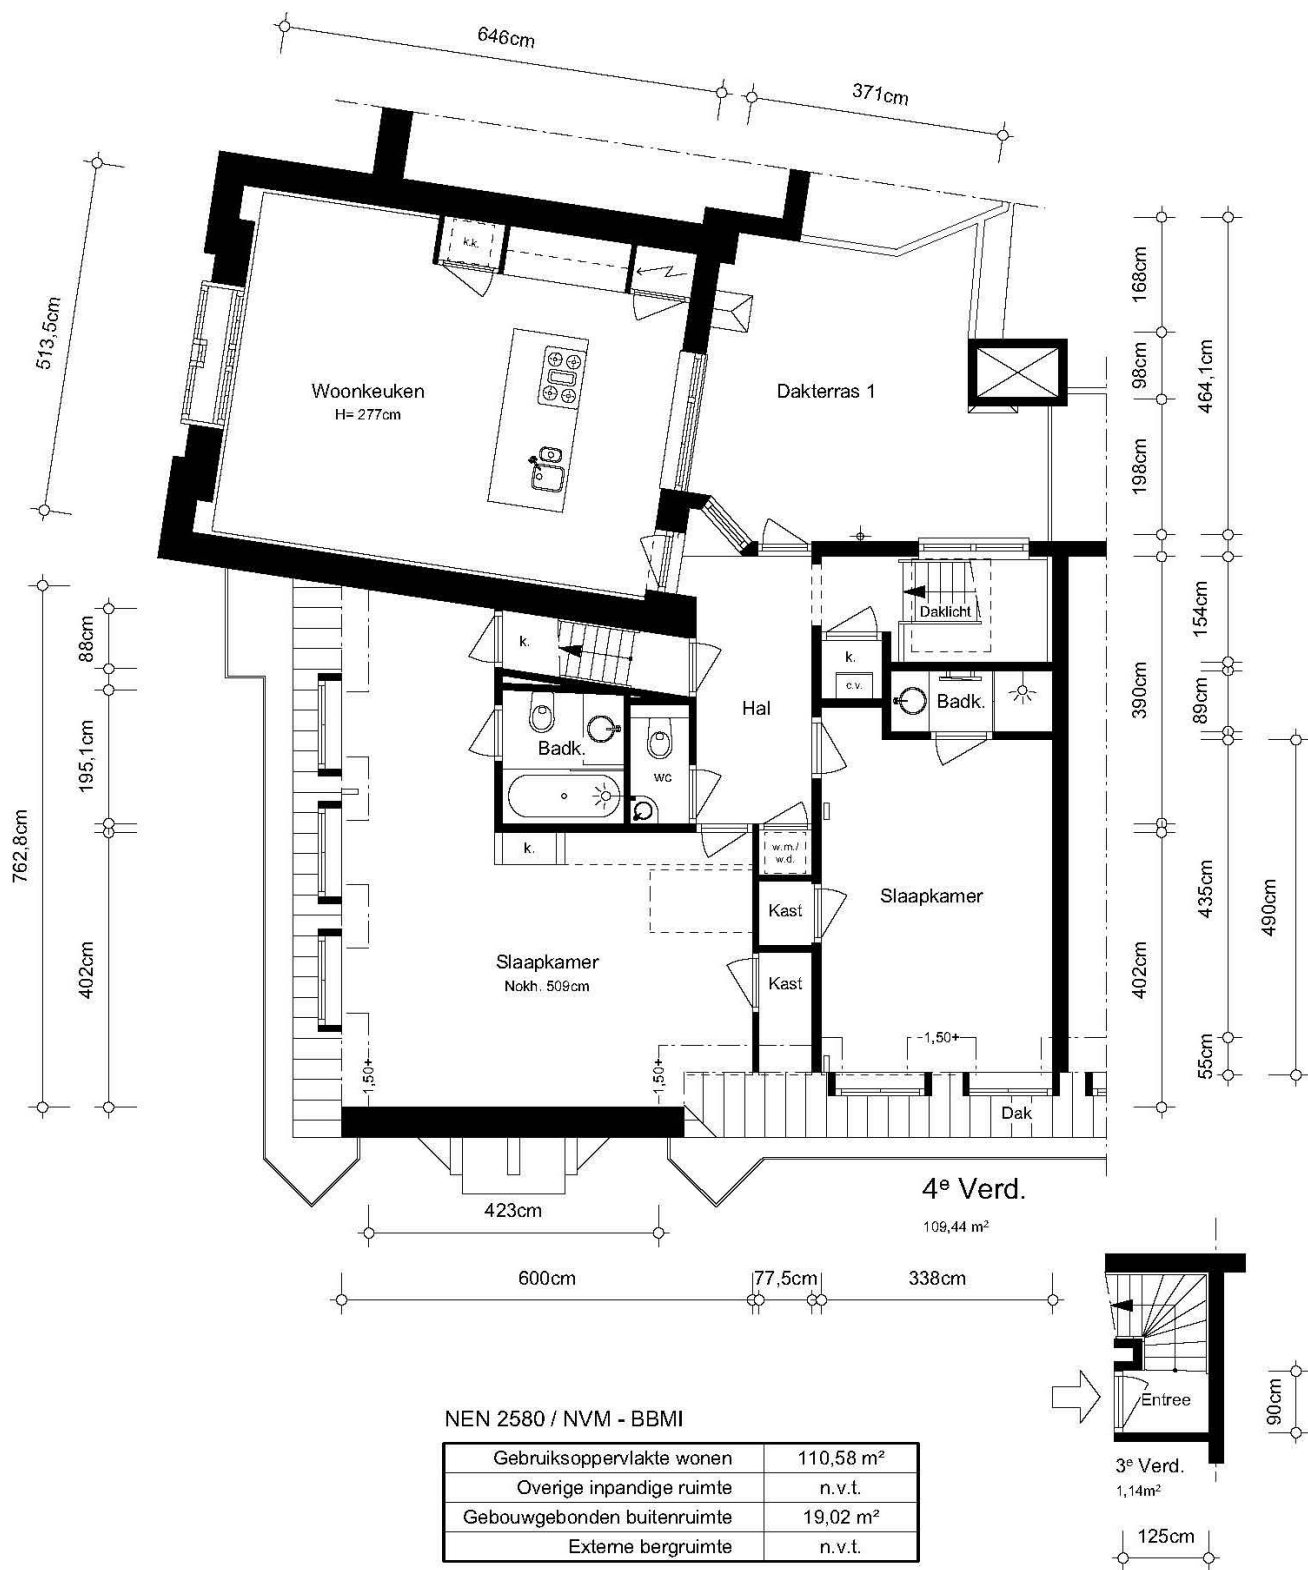 646cm
371cm
513,5cm
k.k.
Woonkeuken
H= 277cm
Dakterras 1
168cm
98cm
198cm
464,1cm
Daklicht
k.
k.
c.v.
Badk.
Hal
Badk.
wc
k.
w.m./
w.d.
Kast
Kast
Slaapkamer
Slaapkamer
Nokh. 509cm
88cm
195,1cm
762,8cm
402cm
154cm
89cm
390cm
435cm
490cm
402cm
55cm
1,50+
1,50+
1,50+
Dak
4e Verd.
109,44 m²
423cm
600cm
77,5cm
338cm
Entree
90cm
3e Verd.
1,14m²
125cm
NEN 2580 / NVM - BBMI
Gebruiksoppervlakte wonen 110,58 m²
Overige inpandige ruimte n.v.t.
Gebouwgebonden buitenruimte 19,02 m²
Externe bergruimte n.v.t.